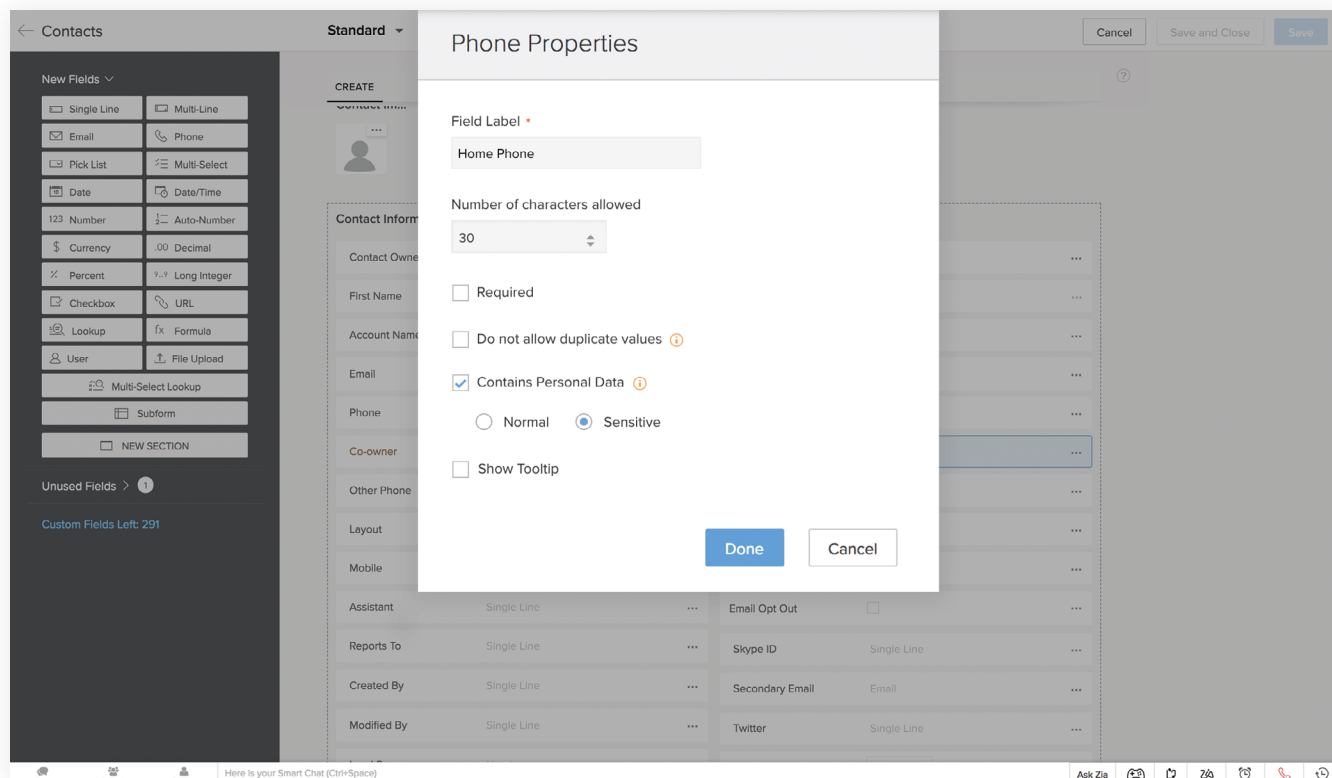 Contacts
Standard
Cancel
Save and Close
Save
New Fields
Single Line
Multi-Line
Email
Phone
Pick List
Multi-Select
Date
Date/Time
123 Number
Auto-Number
$ Currency
.00 Decimal
% Percent
Long Integer
Checkbox
URL
Lookup
fx Formula
User
File Upload
Multi-Select Lookup
Subform
NEW SECTION
Unused Fields > 1
Custom Fields Left: 291
CREATE
?
Contact Inform
Contact Owne
First Name
Account Name
Email
Phone
Co-owner
Other Phone
Layout
Mobile
Assistant
Single Line
Email Opt Out
Reports To
Single Line
Skype ID
Single Line
Created By
Single Line
Secondary Email
Email
Modified By
Single Line
Twitter
Single Line
Phone Properties
Field Label *
Home Phone
Number of characters allowed
30
Required
Do not allow duplicate values
Contains Personal Data
Normal
Sensitive
Show Tooltip
Done
Cancel
Here is your Smart Chat (Ctrl+Space)
Ask Zia